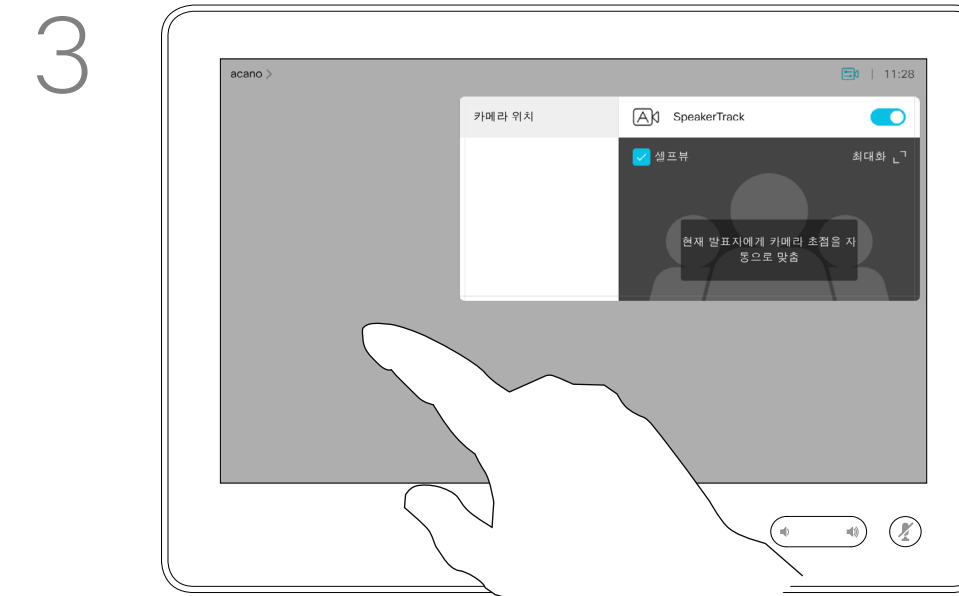 3
acano >
| 11:28
카메라 위치
SpeakerTrack
셀프뷰
최대화
현재 발표자에게 카메라 초점을 자
동으로 맞춤